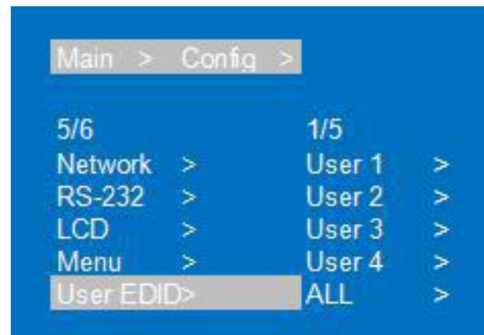 Main > Config >
5/6 1/5
Network > User 1 >
RS-232 > User 2 >
LCD > User 3 >
Menu > User 4 >
User EDID> ALL >